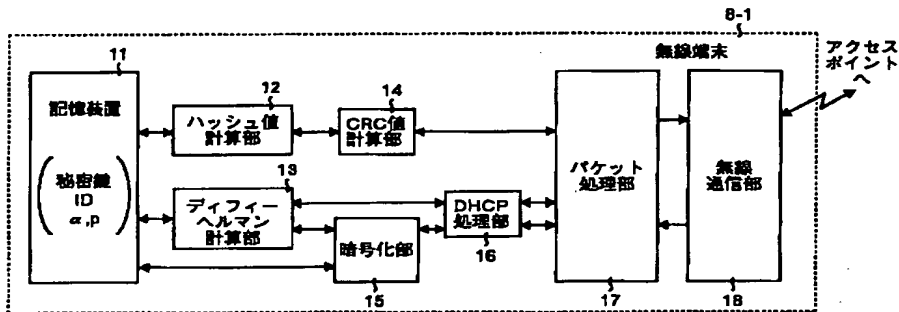 8-1
無線端末
アクセス
ポイント
へ
11
記憶装置
秘密鍵
ID
α,p
12
ハッシュ値
計算部
14
CRC値
計算部
13
ディフィー
ヘルマン
計算部
暗号化部
15
DHCP
処理部
16
パケット
処理部
17
無線
通信部
18